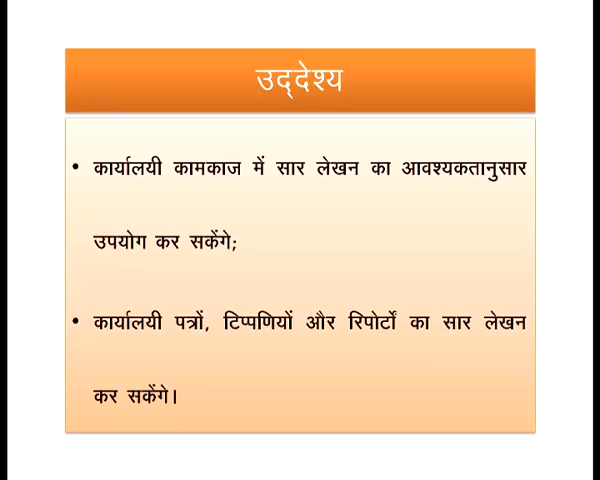 उद्देश्य
• कार्यालयी कामकाज में सार लेखन का आवश्यकतानुसार
उपयोग कर सकेंगे;
• कार्यालयी पत्रों, टिप्पणियों और रिपोर्टों का सार लेखन
कर सकेंगे।